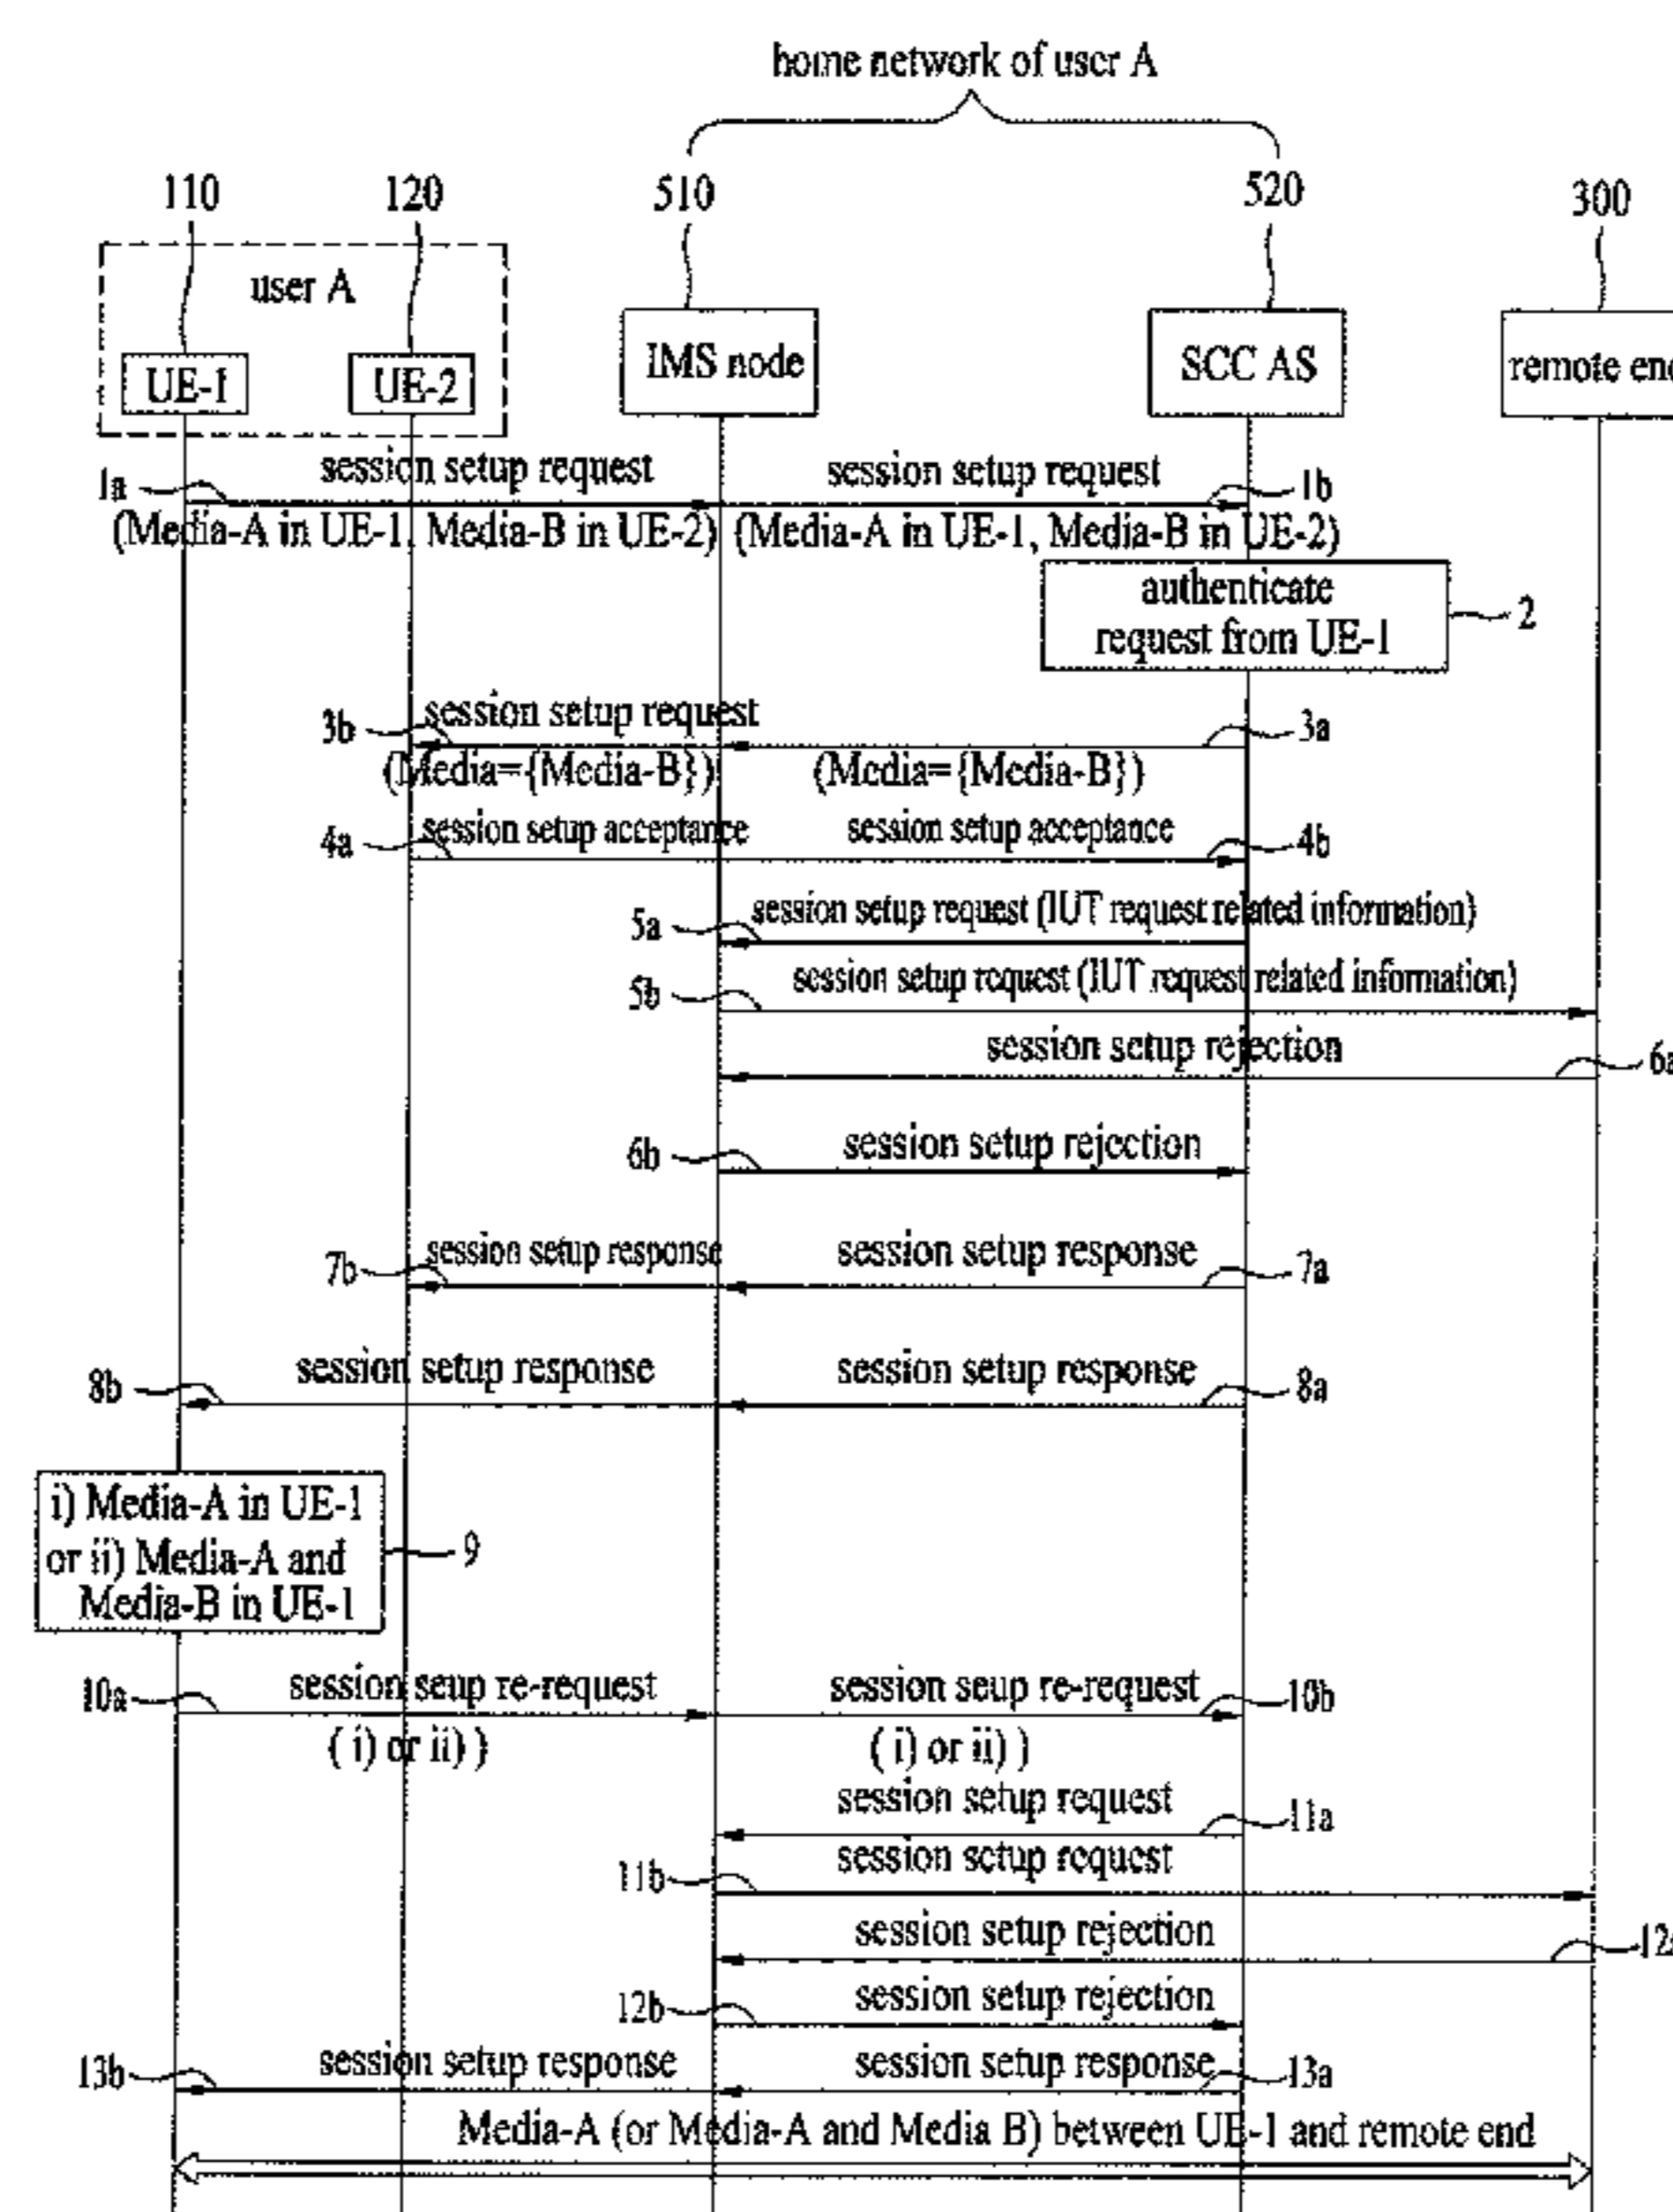 home network of user A
110
120
510
520
300
user A
UE-1
UE-2
IMS node
SCC AS
remote end
session setup request
session setup request
1a
1b
(Media-A in UE-1, Media-B in UE-2)
(Media-A in UE-1, Media-B in UE-2)
authenticate
request from UE-1
2
session setup request
3b
3a
(Media={Media-B})
(Media={Media-B})
session setup acceptance
session setup acceptance
4a
4b
session setup request (IUT request related information)
5a
session setup request (IUT request related information)
5b
session setup rejection
6a
session setup rejection
6b
session setup response
session setup response
7b
7a
session setup response
session setup response
8b
8a
i) Media-A in UE-1
or ii) Media-A and
Media-B in UE-1
9
session seup re-request
session seup re-request
10a
10b
( i) or ii) )
( i) or ii) )
session setup request
11a
session setup request
11b
session setup rejection
12a
session setup rejection
12b
session setup response
session setup response
13b
13a
Media-A (or Media-A and Media B) between UE-1 and remote end